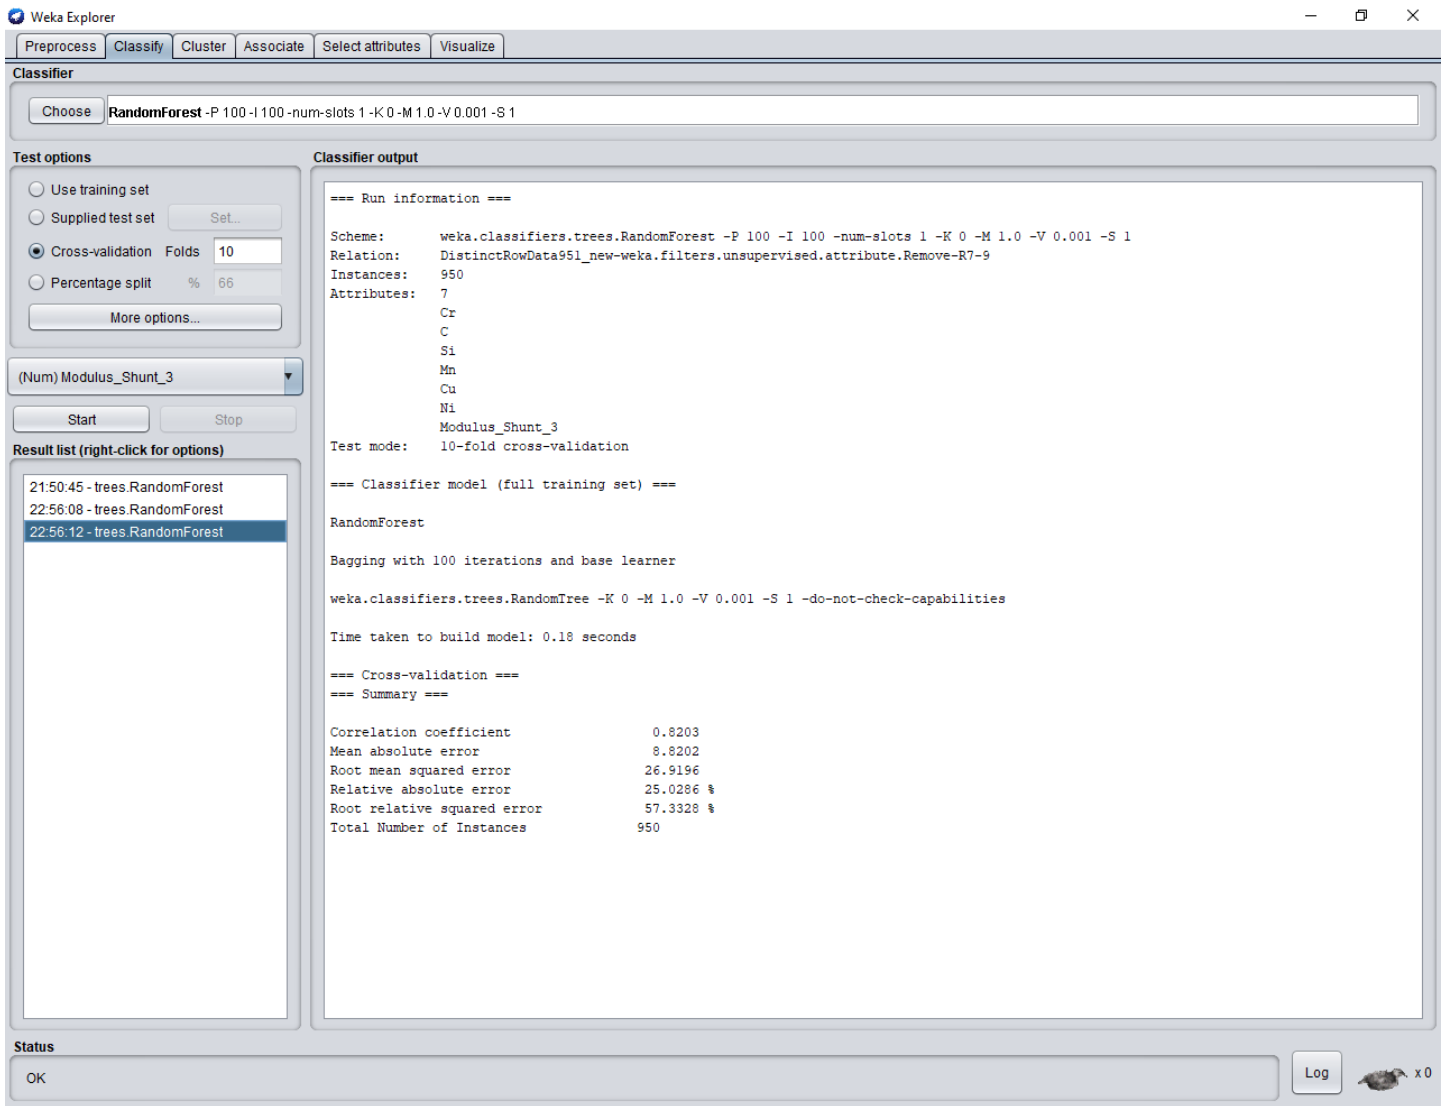 Weka Explorer
Preprocess Classify Cluster Associate Select attributes Visualize
Classifier
Choose RandomForest -P 100 -I 100 -num-slots 1 -K 0 -M 1.0 -V 0.001 -S 1
Test options
Use training set
Supplied test set Set...
Cross-validation Folds 10
Percentage split % 66
More options...
(Num) Modulus_Shunt_3
Start Stop
Result list (right-click for options)
21:50:45 - trees.RandomForest
22:56:08 - trees.RandomForest
22:56:12 - trees.RandomForest
Classifier output
=== Run information ===
Scheme: weka.classifiers.trees.RandomForest -P 100 -I 100 -num-slots 1 -K 0 -M 1.0 -V 0.001 -S 1
Relation: DistinctRowData951_new-weka.filters.unsupervised.attribute.Remove-R7-9
Instances: 950
Attributes: 7
Cr
C
Si
Mn
Cu
Ni
Modulus_Shunt_3
Test mode: 10-fold cross-validation
=== Classifier model (full training set) ===
RandomForest
Bagging with 100 iterations and base learner
weka.classifiers.trees.RandomTree -K 0 -M 1.0 -V 0.001 -S 1 -do-not-check-capabilities
Time taken to build model: 0.18 seconds
=== Cross-validation ===
=== Summary ===
Correlation coefficient 0.8203
Mean absolute error 8.8202
Root mean squared error 26.9196
Relative absolute error 25.0286 %
Root relative squared error 57.3328 %
Total Number of Instances 950
Status
OK
Log x 0